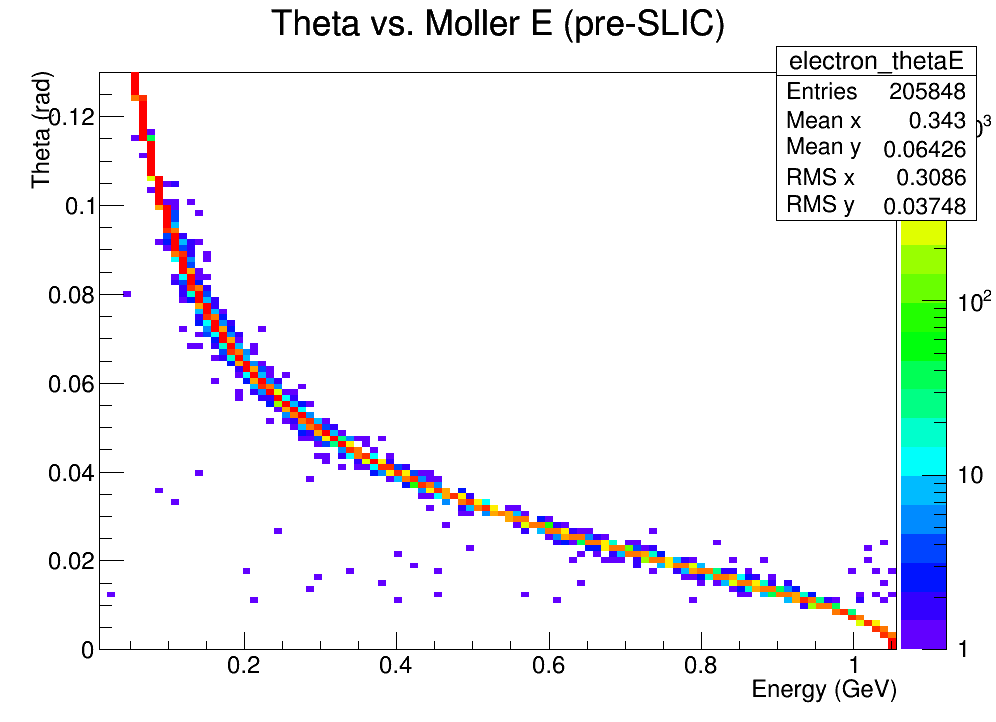 Theta vs. Moller E (pre-SLIC)
electron_thetaE
Entries 205848
Mean x 0.343
Mean y 0.06426
RMS x 0.3086
RMS y 0.03748
Theta (rad)
0.12
0.1
0.08
0.06
0.04
0.02
0
0.2 0.4 0.6 0.8 1
Energy (GeV)
10²
10
1